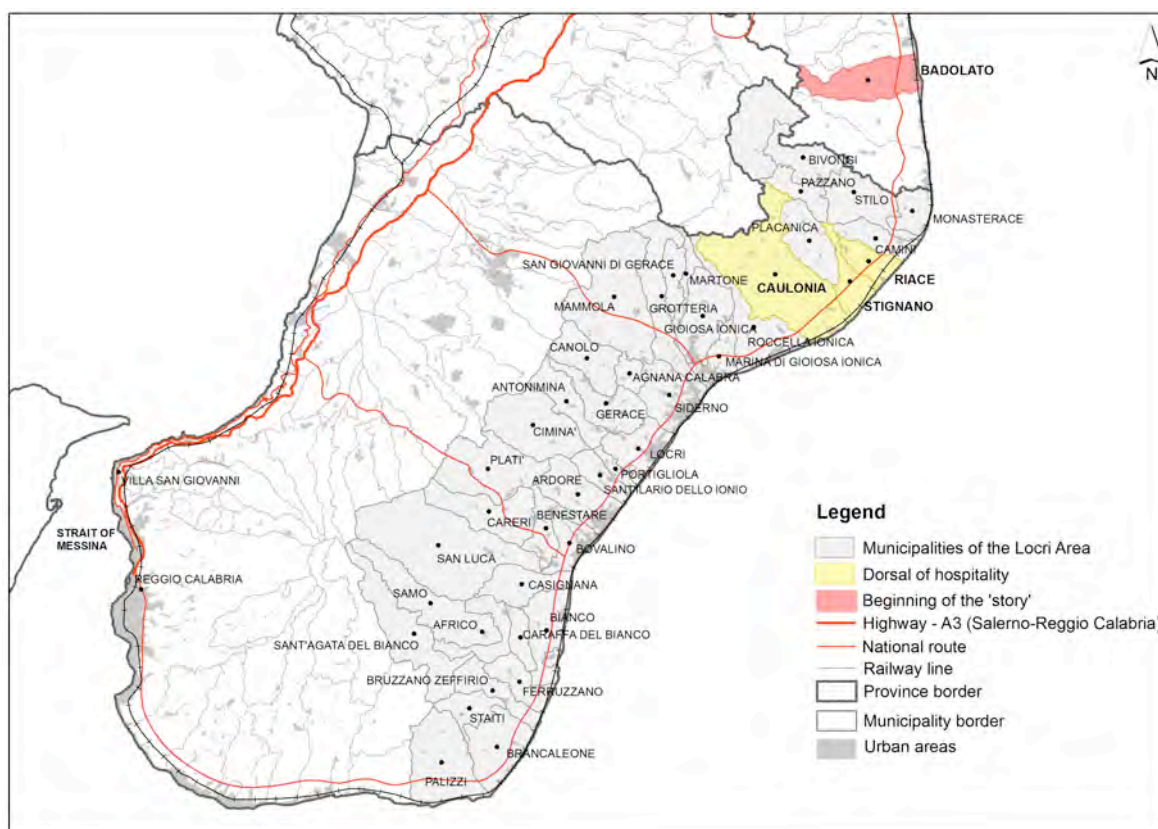 N
BADOLATO
BIVONGI
PAZZANO
STILO
MONASTERACE
PLACANICA
CAMINI
SAN GIOVANNI DI GERACE
MARTONE
RIACE
CAULONIA
MAMMOLA
GROTTERIA
STIGNANO
GIOIOSA IONICA
ROCCELLA IONICA
CANOLO
MARINA DI GIOIOSA IONICA
AGNANA CALABRA
ANTONIMINA
GERACE
SIDERNO
CIMINA'
LOCRI
PLATI'
PORTIGLIOLA
VILLA SAN GIOVANNI
ARDORE
SANT'ILARIO DELLO IONIO
CARERI
BENESTARE
STRAIT OF
MESSINA
BOVALINO
SAN LUCA
REGGIO CALABRIA
CASIGNANA
SAMO
BIANCO
AFRICO
CARAFFA DEL BIANCO
SANT'AGATA DEL BIANCO
BRUZZANO ZEFFIRIO
FERRUZZANO
STAITI
BRANCALEONE
PALIZZI
Legend
Municipalities of the Locri Area
Dorsal of hospitality
Beginning of the 'story'
Highway - A3 (Salerno-Reggio Calabria)
National route
Railway line
Province border
Municipality border
Urban areas